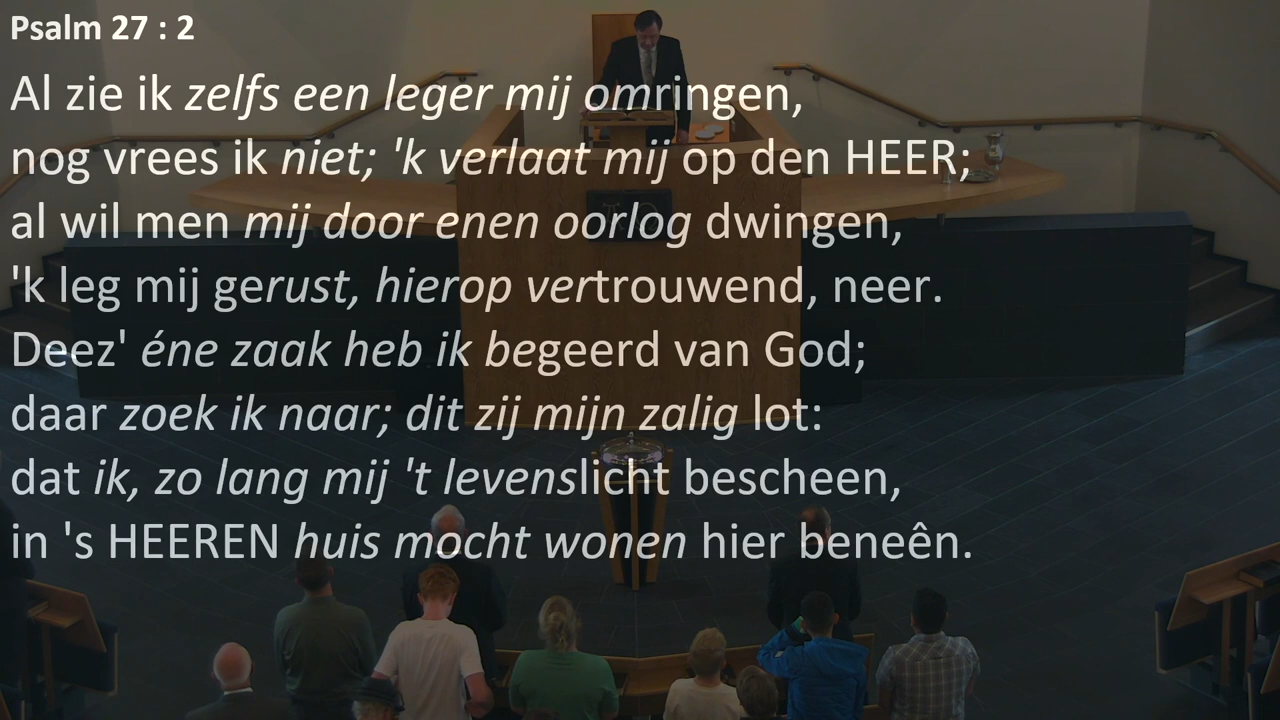 Psalm 27 : 2
Al zie ik zelfs een leger mij omringen,
nog vrees ik niet; 'k verlaat mij op den HEER;
al wil men mij door enen oorlog dwingen,
'k leg mij gerust, hierop vertrouwend, neer.
Deez' éne zaak heb ik begeerd van God;
daar zoek ik naar; dit zij mijn zalig lot:
dat ik, zo lang mij 't levenslicht bescheen,
in 's HEEREN huis mocht wonen hier beneên.